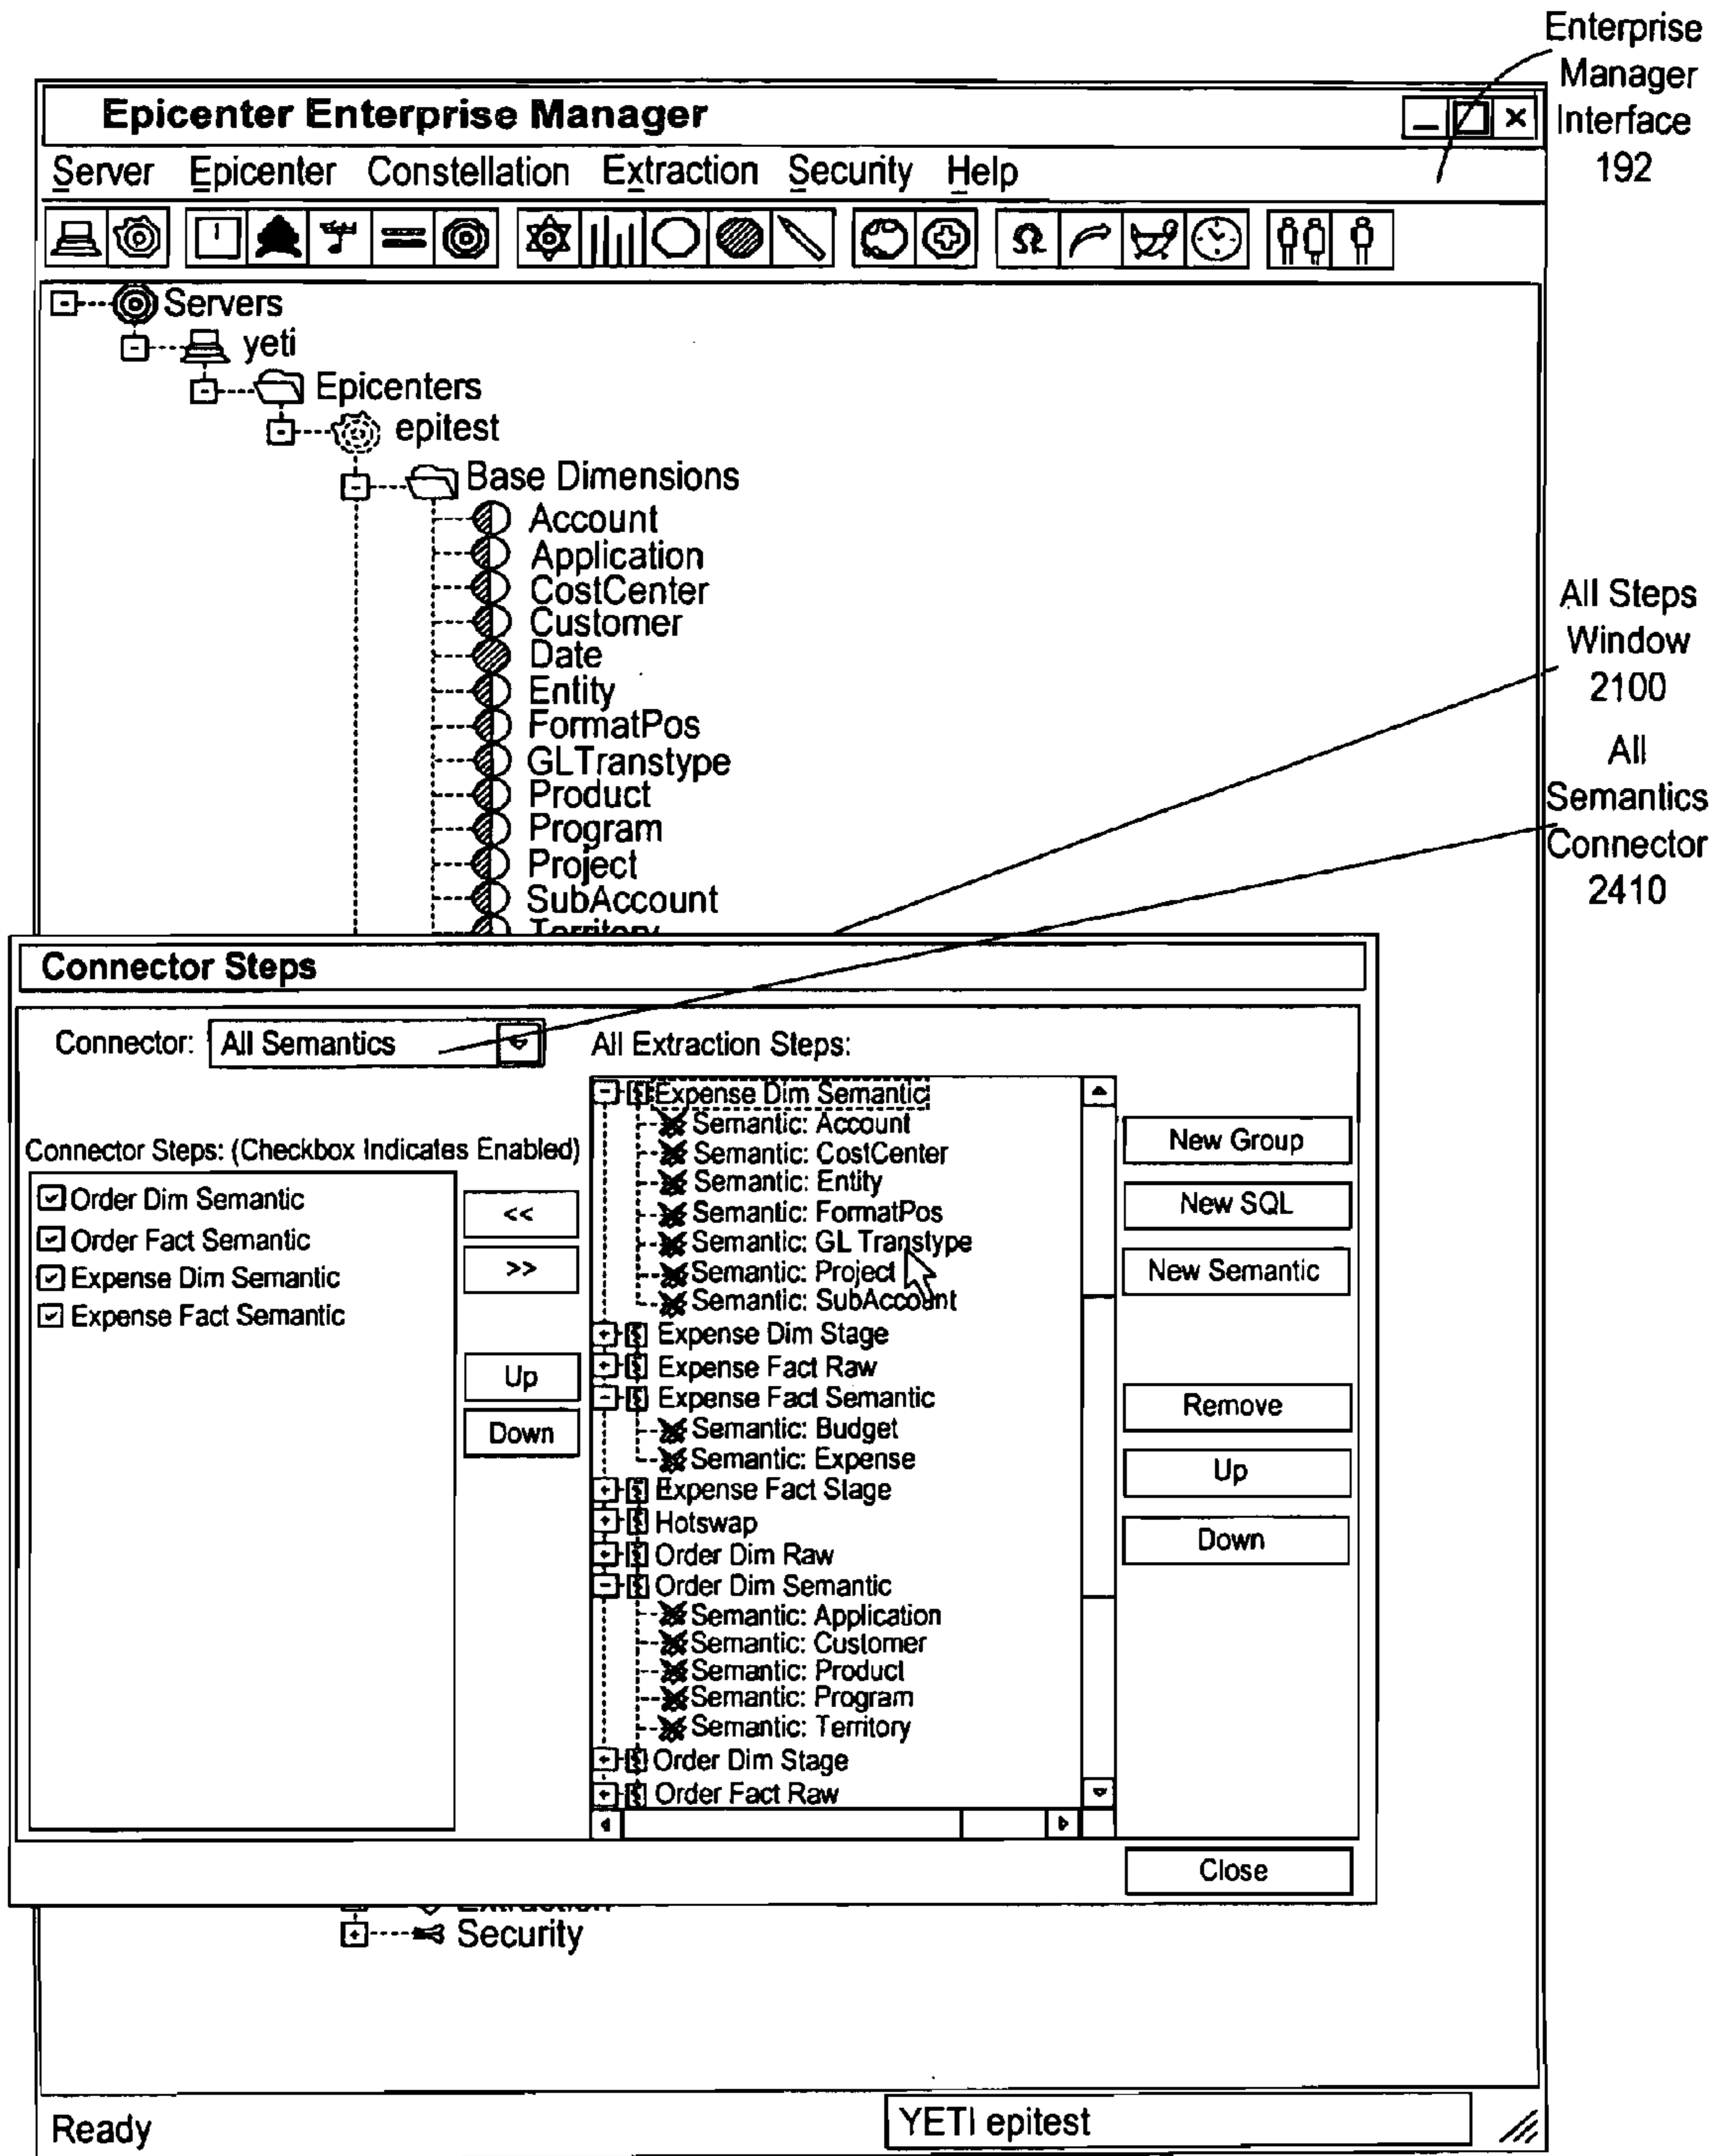 Enterprise
Manager
Interface
192
Epicenter Enterprise Manager
Server Epicenter Constellation Extraction Security Help
Servers
yeti
Epicenters
epitest
Base Dimensions
Account
Application
CostCenter
Customer
Date
Entity
FormatPos
GLTranstype
Product
Program
Project
SubAccount
Territory
All Steps
Window
2100
All
Semantics
Connector
2410
Connector Steps
Connector: All Semantics
Connector Steps: (Checkbox Indicates Enabled)
Order Dim Semantic
Order Fact Semantic
Expense Dim Semantic
Expense Fact Semantic
<<
>>
Up
Down
All Extraction Steps:
Expense Dim Semantic
Semantic: Account
Semantic: CostCenter
Semantic: Entity
Semantic: FormatPos
Semantic: GL Transtype
Semantic: Project
Semantic: SubAccount
Expense Dim Stage
Expense Fact Raw
Expense Fact Semantic
Semantic: Budget
Semantic: Expense
Expense Fact Stage
Hotswap
Order Dim Raw
Order Dim Semantic
Semantic: Application
Semantic: Customer
Semantic: Product
Semantic: Program
Semantic: Territory
Order Dim Stage
Order Fact Raw
New Group
New SQL
New Semantic
Remove
Up
Down
Close
Extraction
Security
Ready
YETI epitest